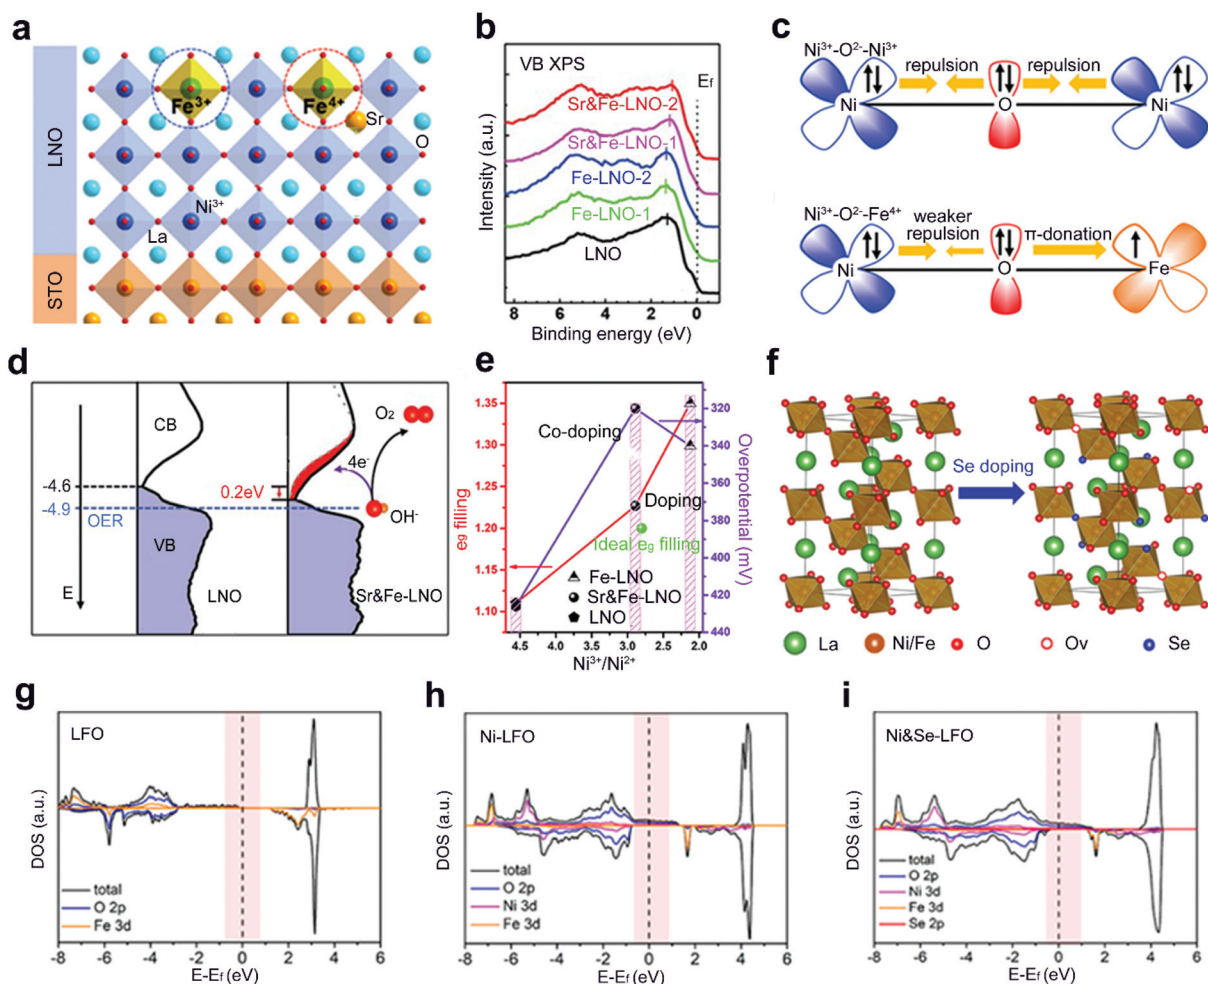 a
LNO
STO
Fe³⁺
Fe⁴⁺
Sr
O
Ni³⁺
La
b
VB XPS
E_f
Sr&Fe-LNO-2
Sr&Fe-LNO-1
Fe-LNO-2
Fe-LNO-1
LNO
Intensity (a.u.)
8 6 4 2 0
Binding energy (eV)
c
Ni³⁺-O²⁻-Ni³⁺
repulsion repulsion
Ni O Ni
Ni³⁺-O²⁻-Fe⁴⁺
weaker
repulsion
π-donation
Ni O Fe
d
CB
O₂
4e⁻
-4.6
0.2eV
-4.9
OER
OH⁻
VB
E
LNO
Sr&Fe-LNO
e
e_g filling
1.35
1.30
1.25
1.20
1.15
1.10
Co-doping
Doping
Ideal e_g filling
Fe-LNO
Sr&Fe-LNO
LNO
320
340
360
380
400
420
440
Overpotential (mV)
4.5 4.0 3.5 3.0 2.5 2.0
Ni³⁺/Ni²⁺
f
Se doping
La Ni/Fe O Ov Se
g
LFO
DOS (a.u.)
total
O 2p
Fe 3d
-8 -6 -4 -2 0 2 4 6
E-E_f (eV)
h
Ni-LFO
DOS (a.u.)
total
O 2p
Ni 3d
Fe 3d
-8 -6 -4 -2 0 2 4 6
E-E_f (eV)
i
Ni&Se-LFO
DOS (a.u.)
total
O 2p
Ni 3d
Fe 3d
Se 2p
-8 -6 -4 -2 0 2 4 6
E-E_f (eV)